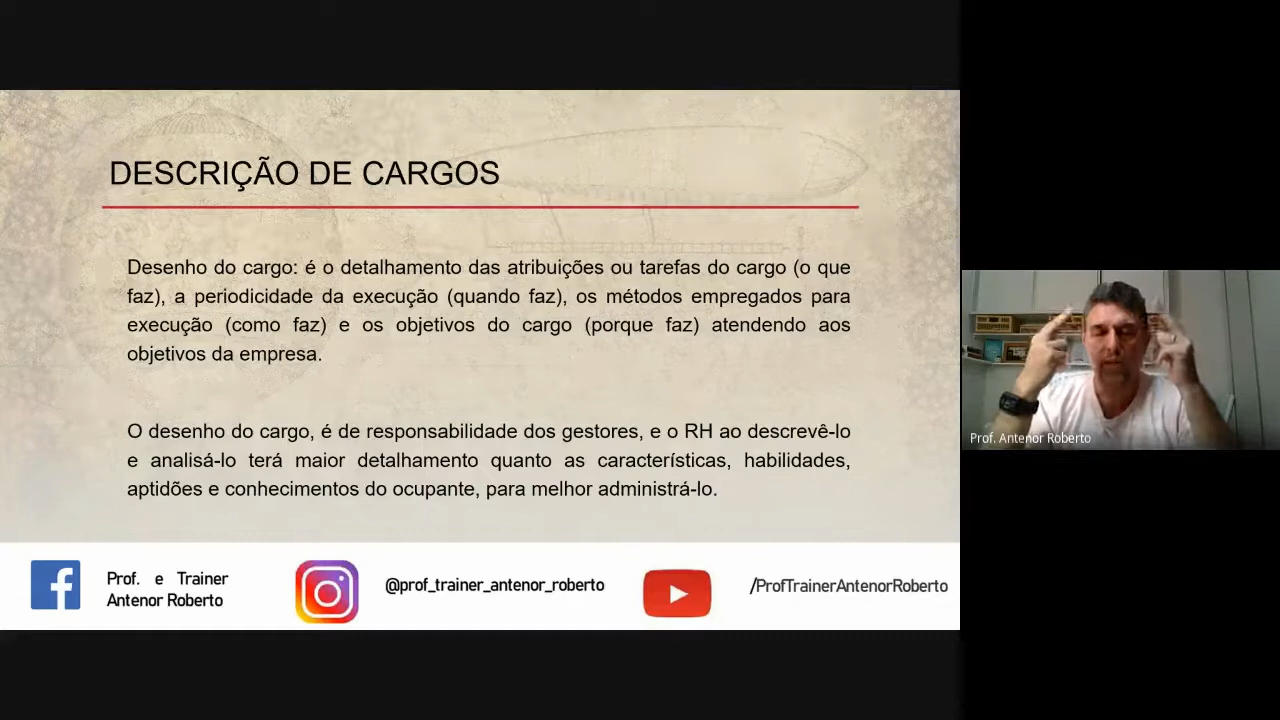 DESCRIÇÃO DE CARGOS
Desenho do cargo: é o detalhamento das atribuições ou tarefas do cargo (o que
faz), a periodicidade da execução (quando faz), os métodos empregados para
execução (como faz) e os objetivos do cargo (porque faz) atendendo aos
objetivos da empresa.
O desenho do cargo, é de responsabilidade dos gestores, e o RH ao descrevê-lo
e analisá-lo terá maior detalhamento quanto as características, habilidades,
aptidões e conhecimentos do ocupante, para melhor administrá-lo.
Prof. e Trainer
Antenor Roberto
@prof_trainer_antenor_roberto
/ProfTrainerAntenorRoberto
Prof. Antenor Roberto